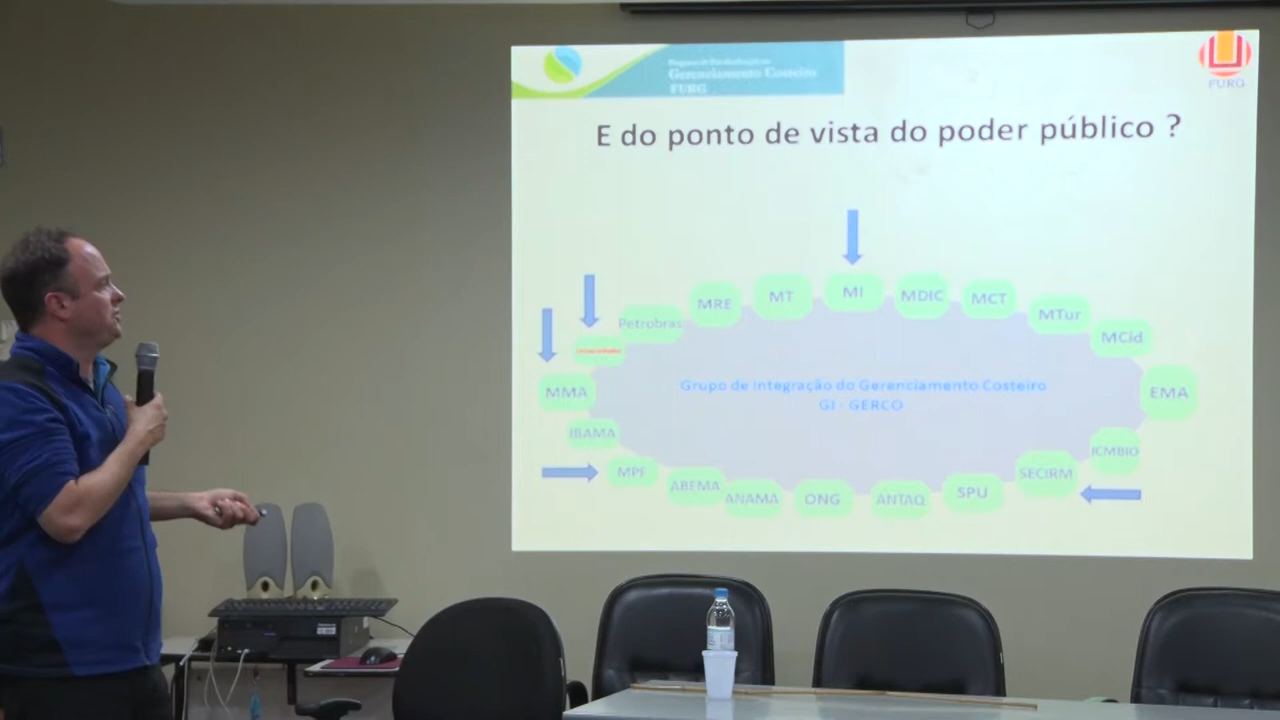 Gerenciamento Costeiro
FURG
FURG
E do ponto de vista do poder público ?
MI
MT
MDIC
MCT
MRE
MTur
Petrobras
MCid
MMA
Grupo de Integração do Gerenciamento Costeiro
GI - GERCO
EMA
IBAMA
ICMBIO
MPF
SECIRM
ABEMA
ANAMA
ONG
ANTAQ
SPU